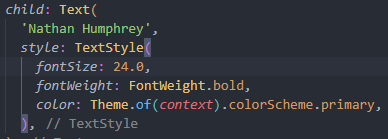 child: Text(
'Nathan Humphrey',
style: TextStyle(
fontSize: 24.0,
fontWeight: FontWeight.bold,
color: Theme.of(context).colorScheme.primary,
), // TextStyle